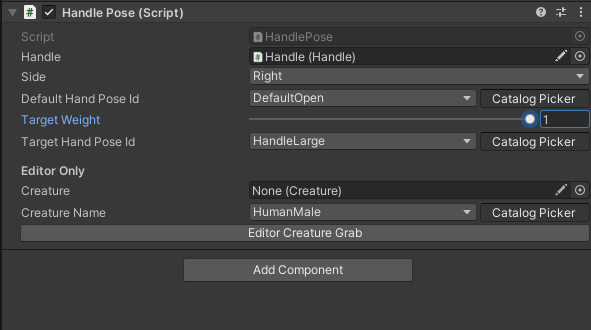 Handle Pose (Script)
Script HandlePose
Handle Handle (Handle)
Side Right
Default Hand Pose Id DefaultOpen Catalog Picker
Target Weight 1
Target Hand Pose Id HandleLarge Catalog Picker
Editor Only
Creature None (Creature)
Creature Name HumanMale Catalog Picker
Editor Creature Grab
Add Component